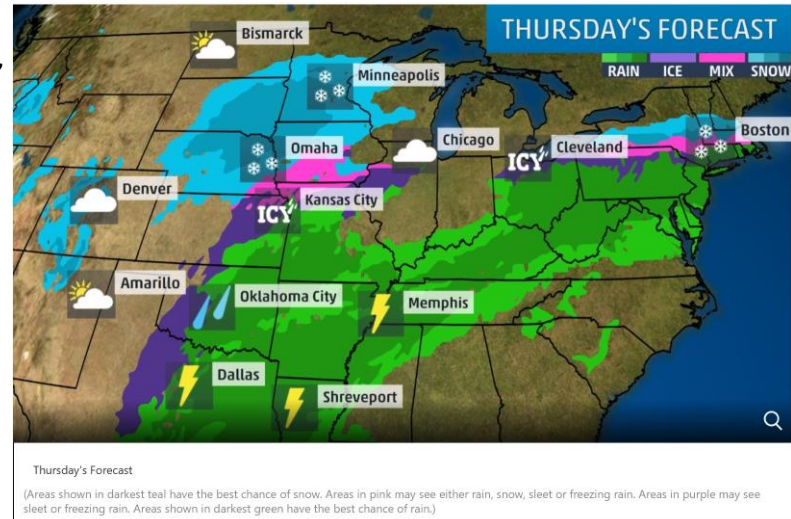 THURSDAY'S FORECAST
RAIN ICE MIX SNOW
Bismarck
Minneapolis
Omaha
Chicago
Cleveland
Boston
Denver
ICY
ICY
Kansas City
Amarillo
Oklahoma City
Memphis
Dallas
Shreveport
Thursday's Forecast
(Areas shown in darkest teal have the best chance of snow. Areas in pink may see either rain, snow, sleet or freezing rain. Areas in purple may see
sleet or freezing rain. Areas shown in darkest green have the best chance of rain.)